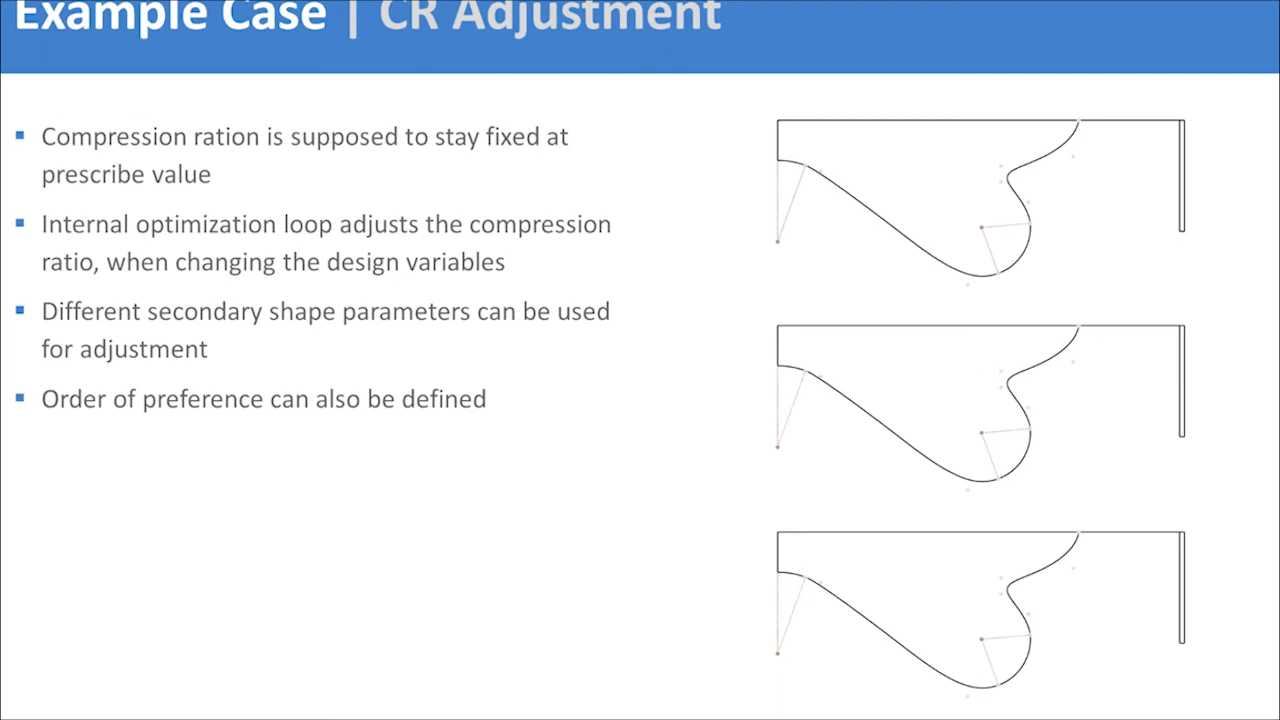 Example Case | CR Adjustment
Compression ration is supposed to stay fixed at
prescribe value
Internal optimization loop adjusts the compression
ratio, when changing the design variables
Different secondary shape parameters can be used
for adjustment
Order of preference can also be defined